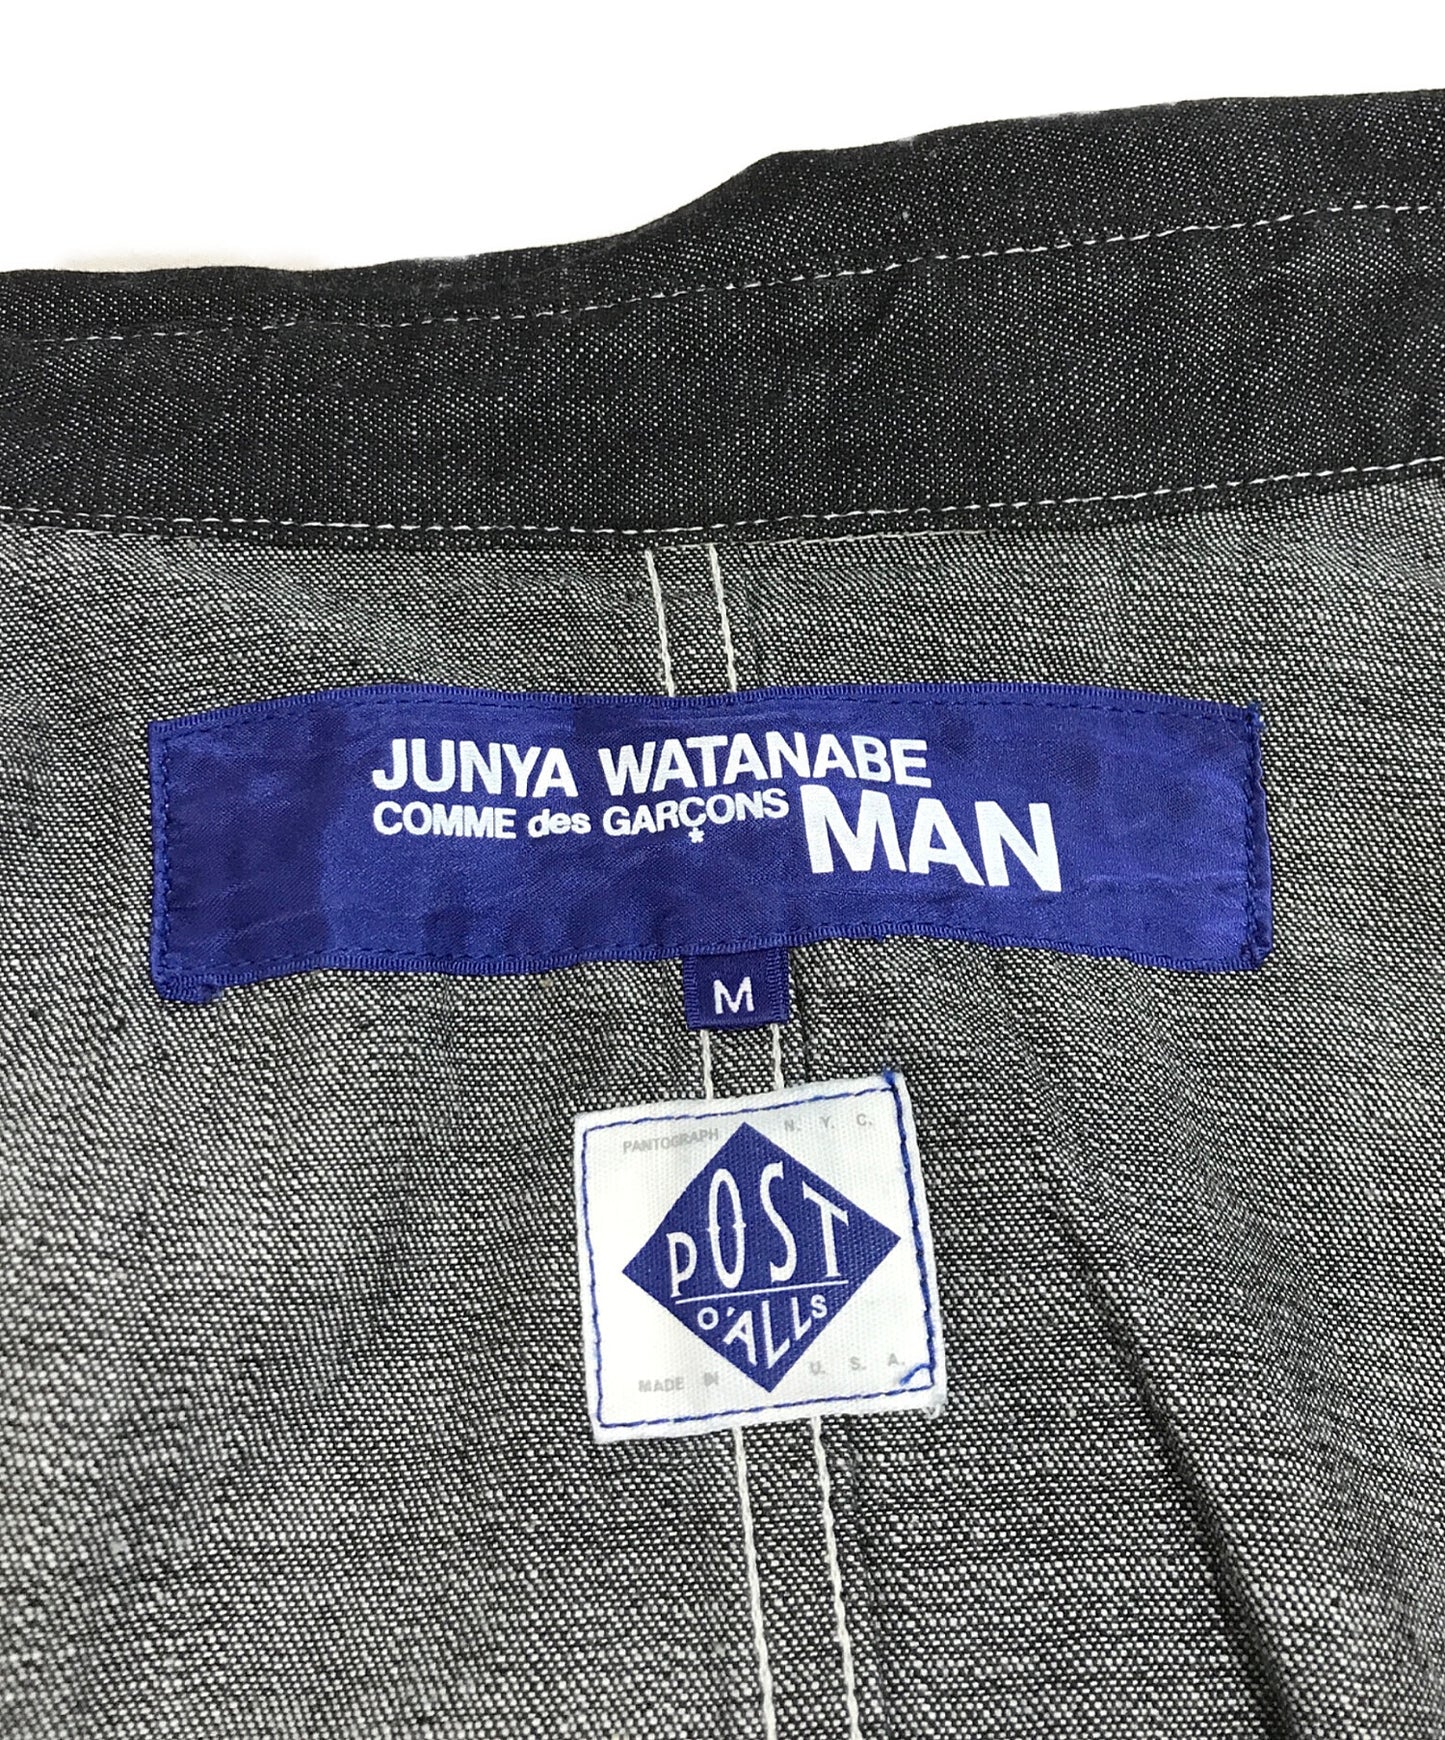 JUNYA WATANABE
COMME des GARÇONS MAN
*
M
PANTOGRAPH N. Y. C.
POST
O'ALLS
MADE IN U. S. A.